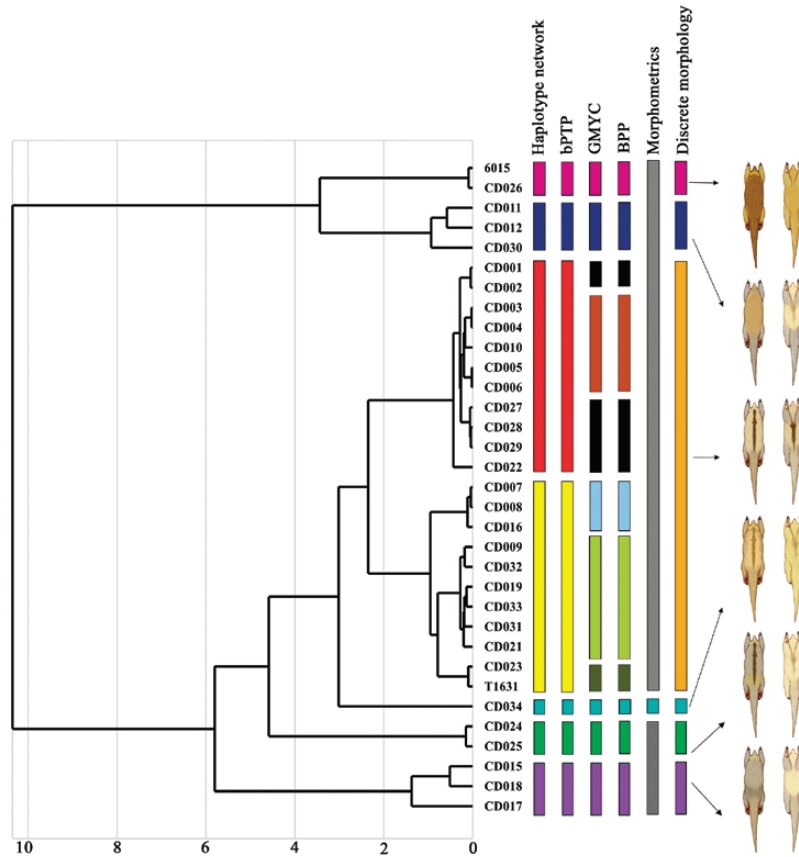 Haplotype network
bPTP
GMYC
BPP
Morphometrics
Discrete morphology
6015
CD026
CD011
CD012
CD030
CD001
CD002
CD003
CD004
CD010
CD005
CD006
CD027
CD028
CD029
CD022
CD007
CD008
CD016
CD009
CD032
CD019
CD033
CD031
CD021
CD023
T1631
CD034
CD024
CD025
CD015
CD018
CD017
10 8 6 4 2 0